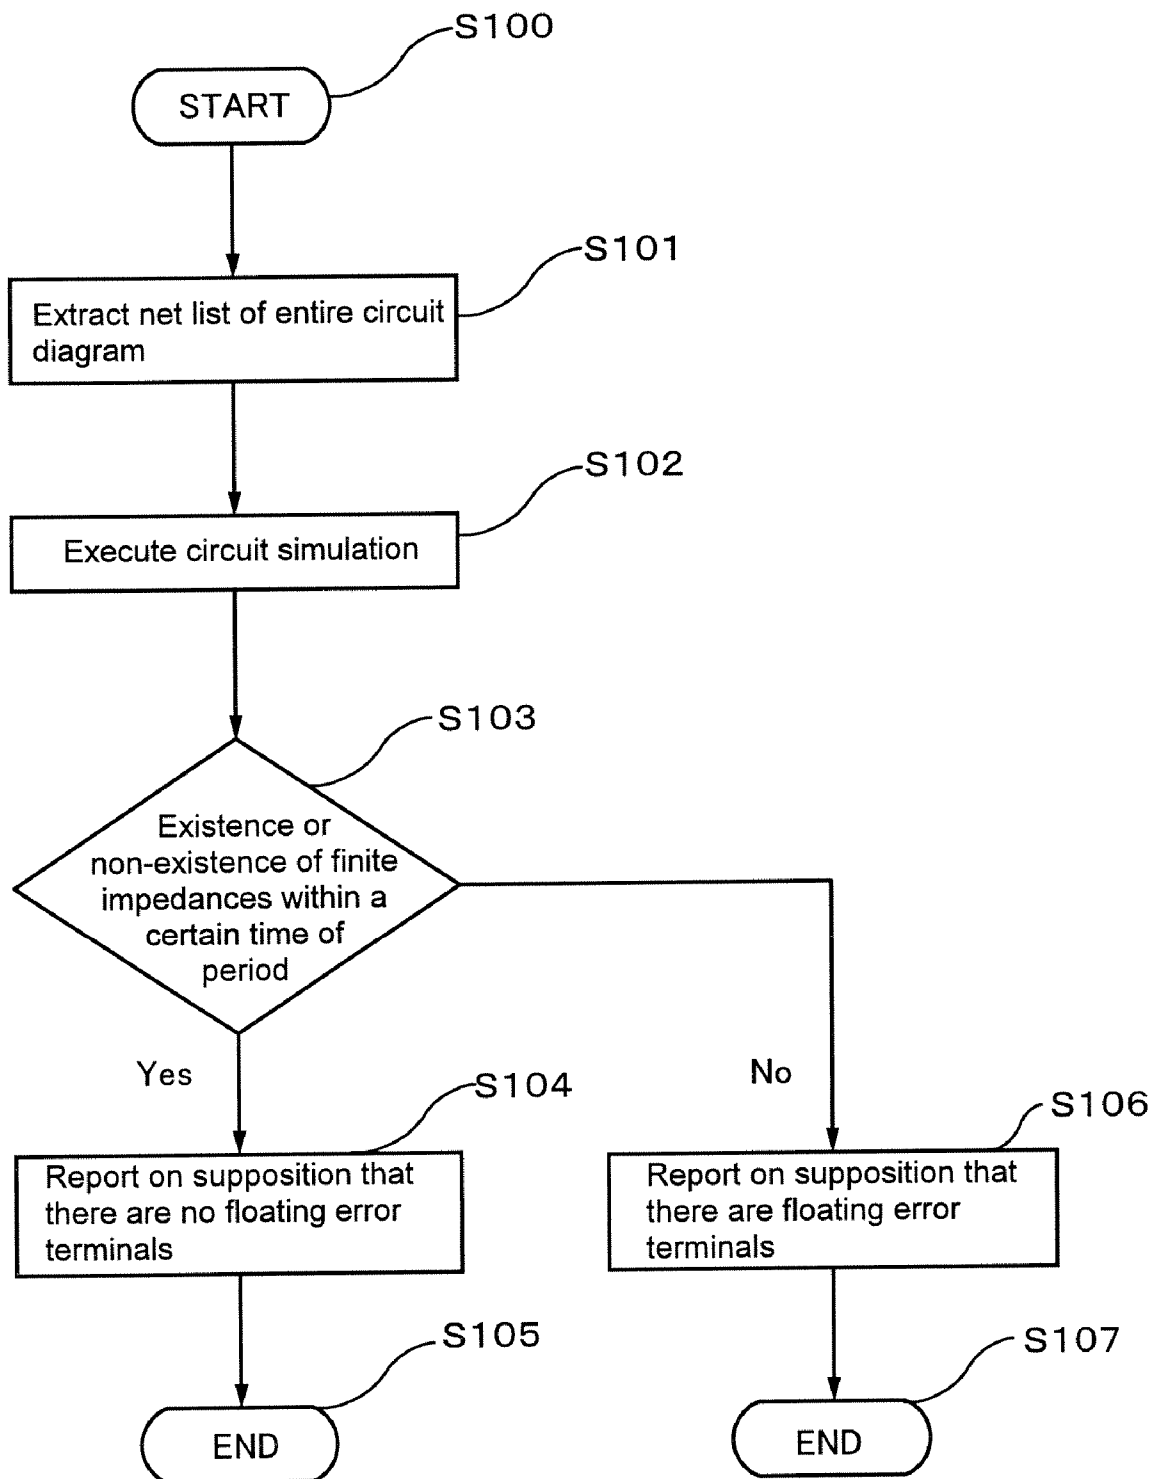 S100
START
S101
Extract net list of entire circuit
diagram
S102
Execute circuit simulation
S103
Existence or
non-existence of finite
impedances within a
certain time of
period
Yes
No
S104
Report on supposition that
there are no floating error
terminals
S106
Report on supposition that
there are floating error
terminals
S105
END
S107
END